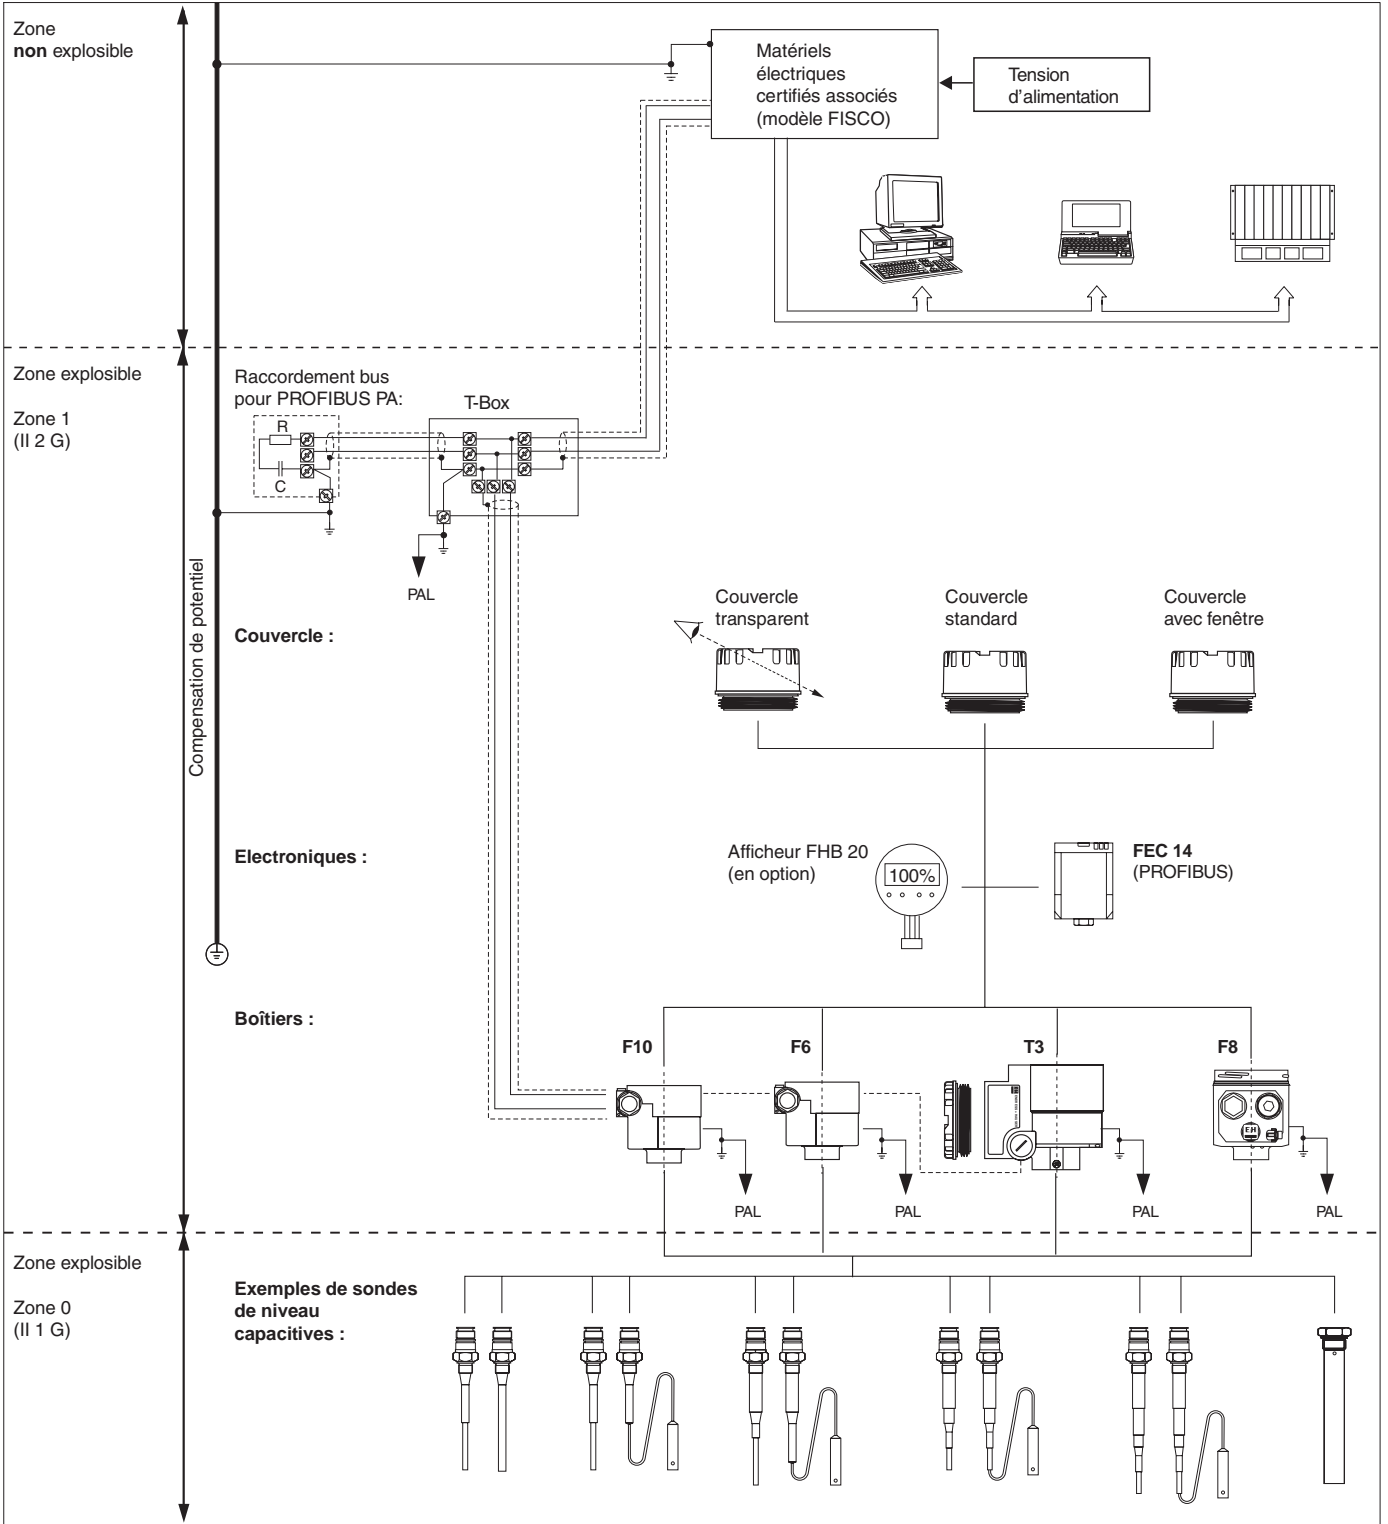 Zone
non explosible
Matériels
électriques
certifiés associés
(modèle FISCO)
Tension
d'alimentation
Zone explosible
Zone 1
(II 2 G)
Raccordement bus
pour PROFIBUS PA:
R
C
T-Box
PAL
Compensation de potentiel
Couvercle :
Couvercle
transparent
Couvercle
standard
Couvercle
avec fenêtre
Electroniques :
Afficheur FHB 20
(en option)
100%
FEC 14
(PROFIBUS)
Boîtiers :
F10
F6
T3
F8
E+H
PAL
PAL
PAL
PAL
Zone explosible
Zone 0
(II 1 G)
Exemples de sondes
de niveau
capacitives :